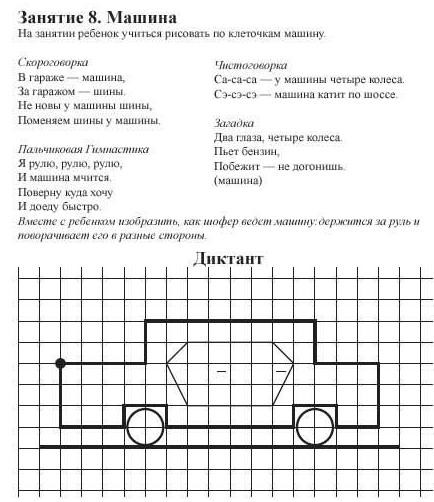 Занятие 8. Машина
На занятии ребенок учиться рисовать по клеточкам машину.
Скороговорка
В гараже — машина,
За гаражом — шины.
Не новы у машины шины,
Поменяем шины у машины.
Пальчиковая Гимнастика
Я рулю, рулю, рулю,
И машина мчится.
Поверну куда хочу
И доеду быстро.
Чистоговорка
Са-са-са — у машины четыре колеса.
Сэ-сэ-сэ — машина катит по шоссе.
Загадка
Два глаза, четыре колеса.
Пьет бензин,
Побежит — не догонишь.
(машина)
Вместе с ребенком изобразить, как шофер ведет машину:держится за руль и
поворачивает его в разные стороны.
Диктант